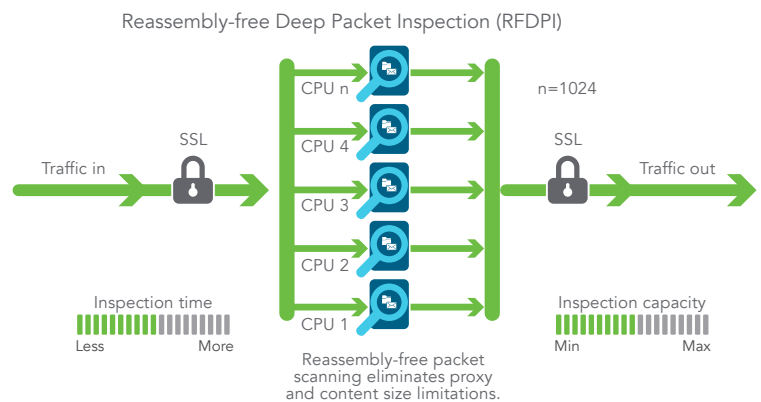 Reassembly-free Deep Packet Inspection (RFDPI)
CPU n
n=1024
SSL
CPU 4
SSL
Traffic in
Traffic out
CPU 3
CPU 2
Inspection time
Less
More
CPU 1
Inspection capacity
Min
Max
Reassembly-free packet
scanning eliminates proxy
and content size limitations.